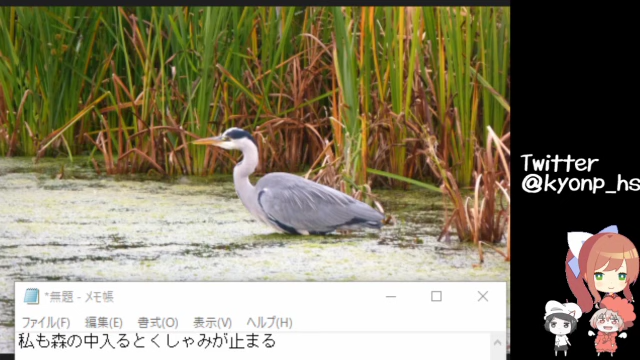 Twitter
@kyonp_hs
*無題 - メモ帳
ファイル(F) 編集(E) 書式(O) 表示(V) ヘルプ(H)
私も森の中入るとくしゃみが止まる